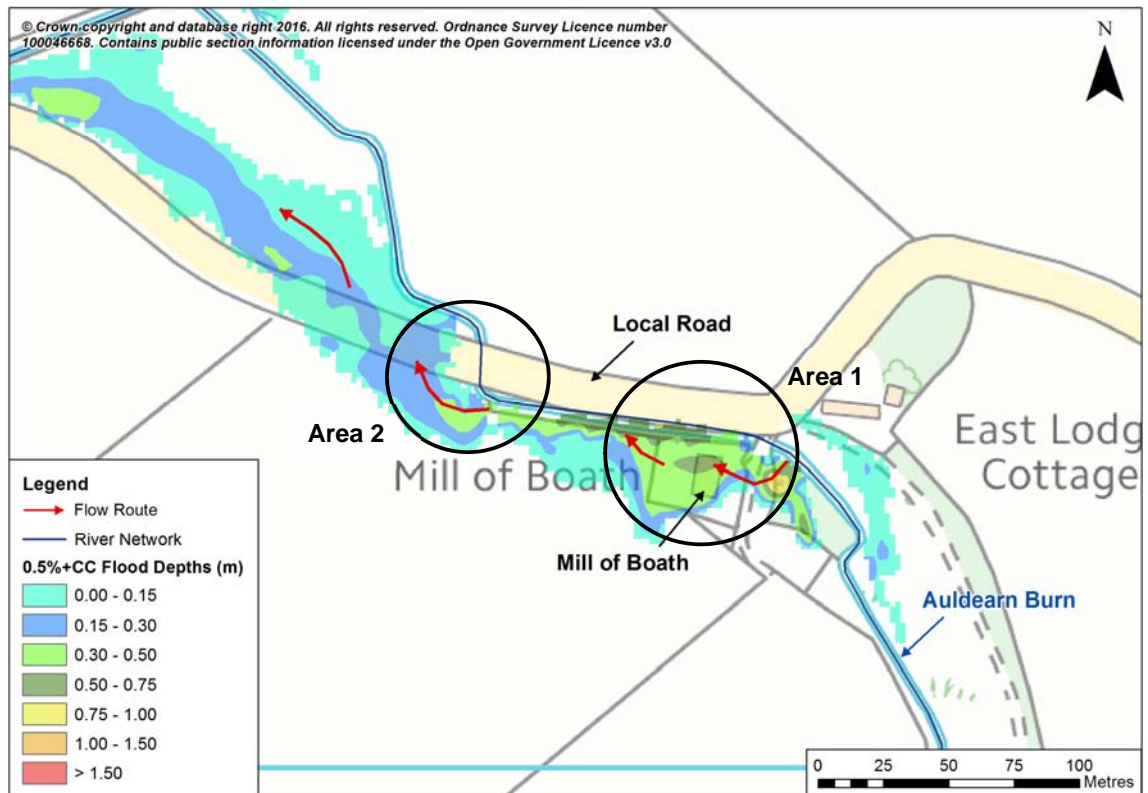 © Crown copyright and database right 2016. All rights reserved. Ordnance Survey Licence number
100046668. Contains public section information licensed under the Open Government Licence v3.0
N
Local Road
Area 1
Area 2
East Lodg
Cottage
Mill of Boath
Mill of Boath
Auldearn Burn
Legend
Flow Route
River Network
0.5%+CC Flood Depths (m)
0.00 - 0.15
0.15 - 0.30
0.30 - 0.50
0.50 - 0.75
0.75 - 1.00
1.00 - 1.50
> 1.50
0 25 50 75 100
Metres